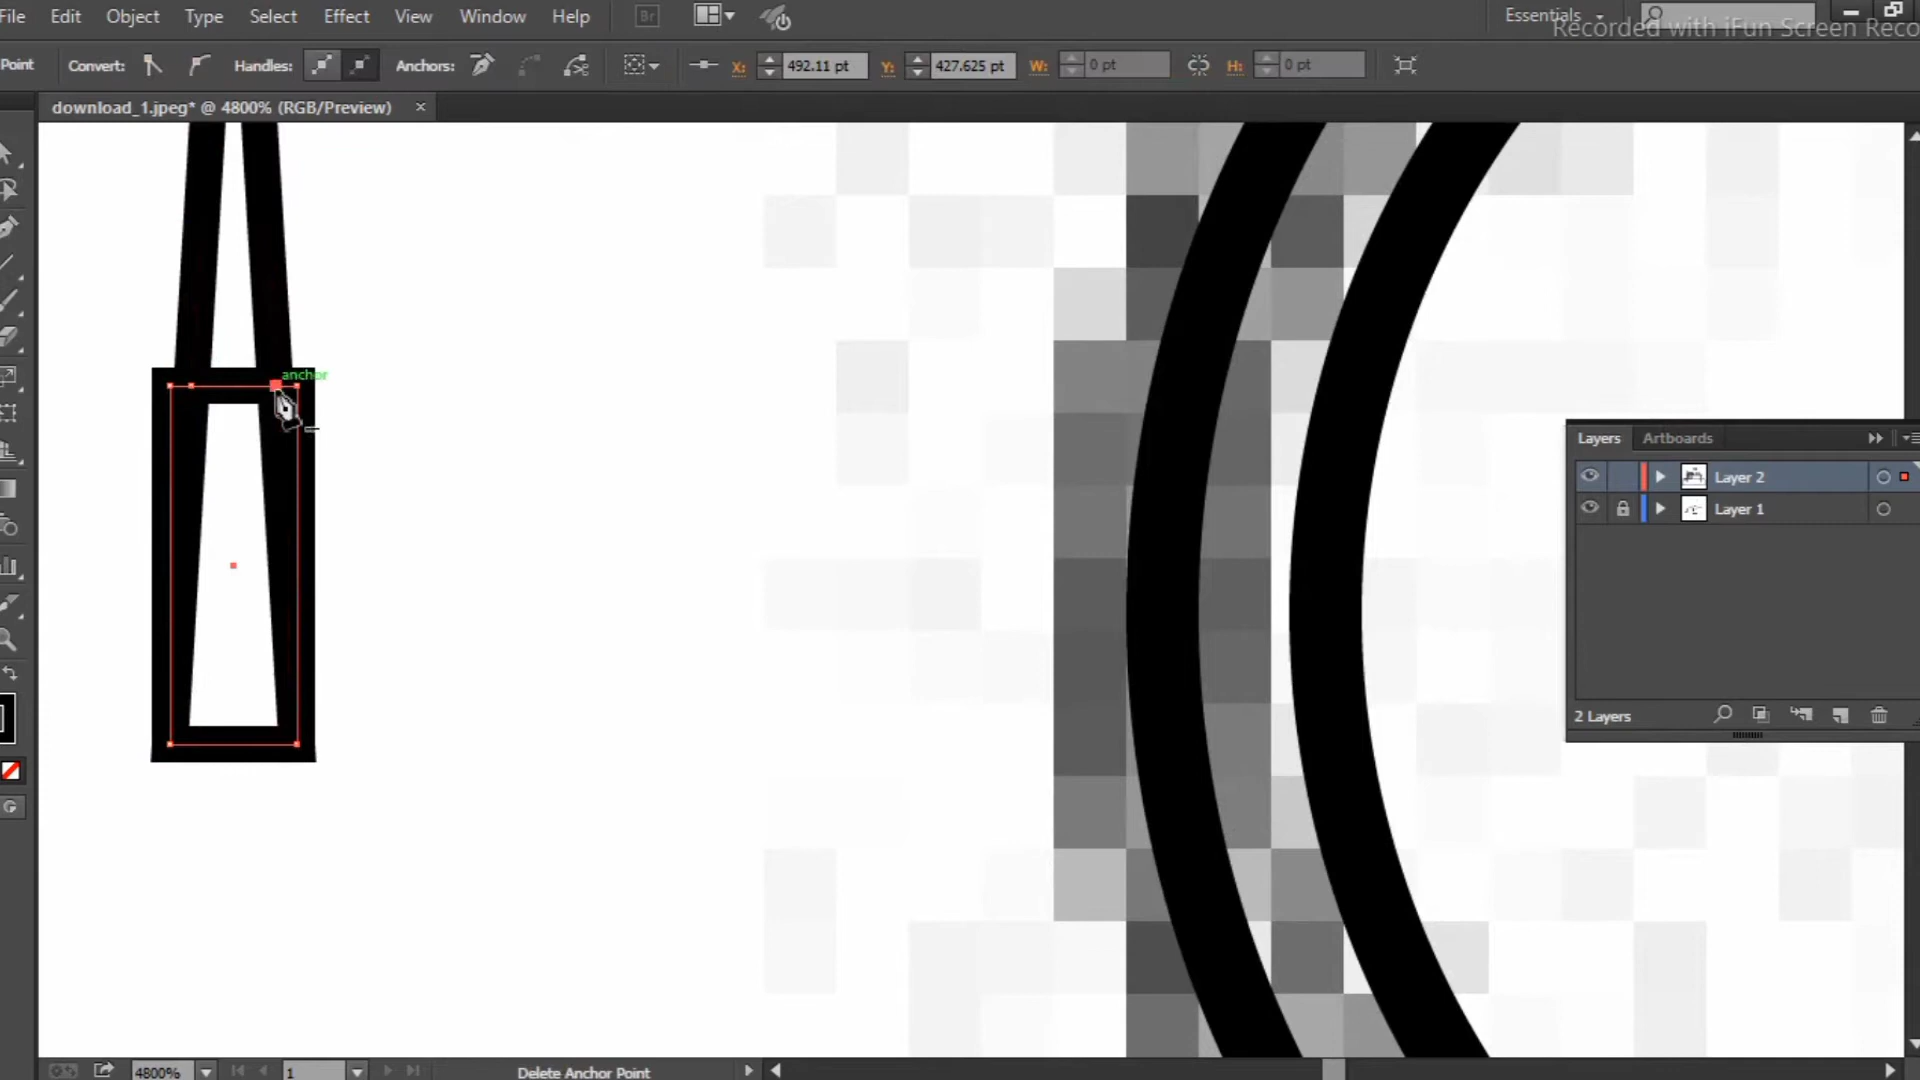 File Edit Object Type Select Effect View Window Help Br Essentials
Recorded with iFun Screen Reco
Point Convert: Handles: Anchors: X: 492.11 pt Y: 427.625 pt W: 0 pt H: 0 pt
download_1.jpeg* @ 4800% (RGB/Preview) ×
anchor
Layers Artboards
Layer 2
Layer 1
2 Layers
4800% 1 Delete Anchor Point